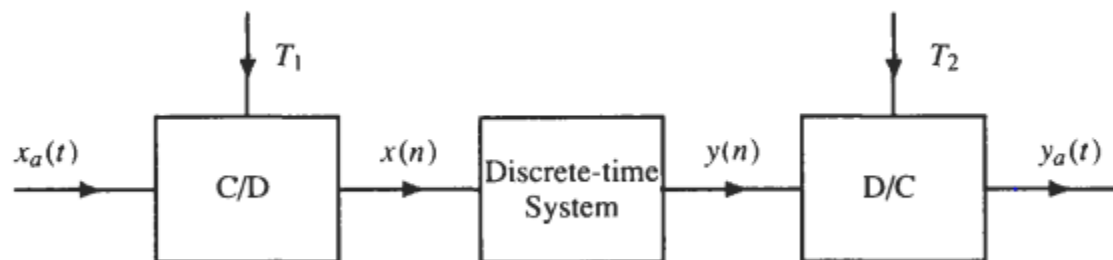 T₁
T₂
xₐ(t)
C/D
x(n)
Discrete-time
System
y(n)
D/C
yₐ(t)